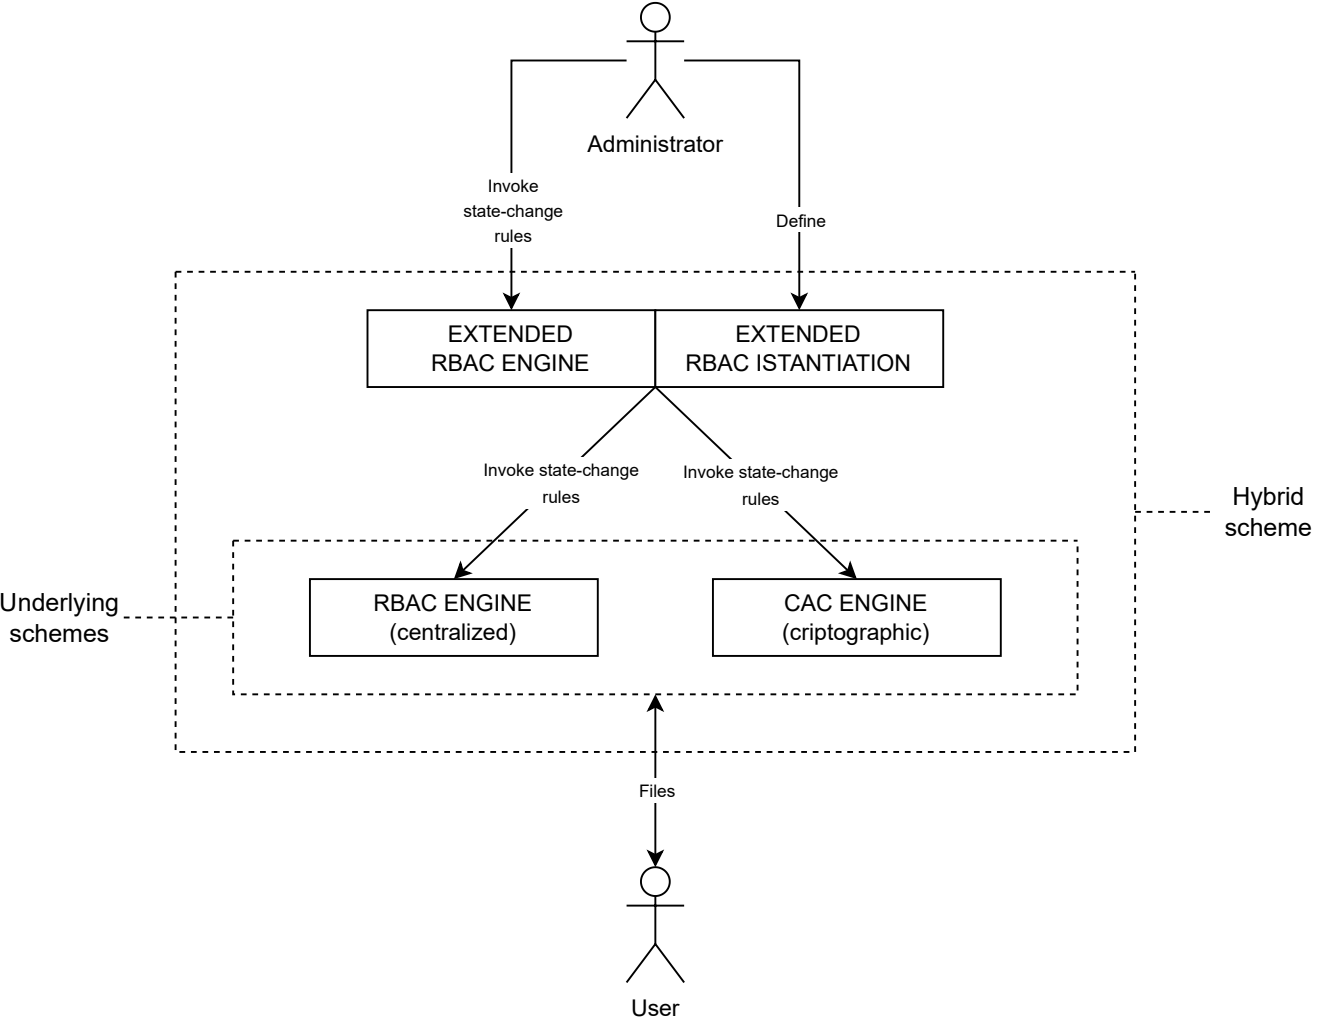 Administrator
Invoke
state-change
rules
Define
EXTENDED
RBAC ENGINE
EXTENDED
RBAC ISTANTIATION
Invoke state-change
rules
Invoke state-change
rules
Hybrid
scheme
Underlying
schemes
RBAC ENGINE
(centralized)
CAC ENGINE
(criptographic)
Files
User